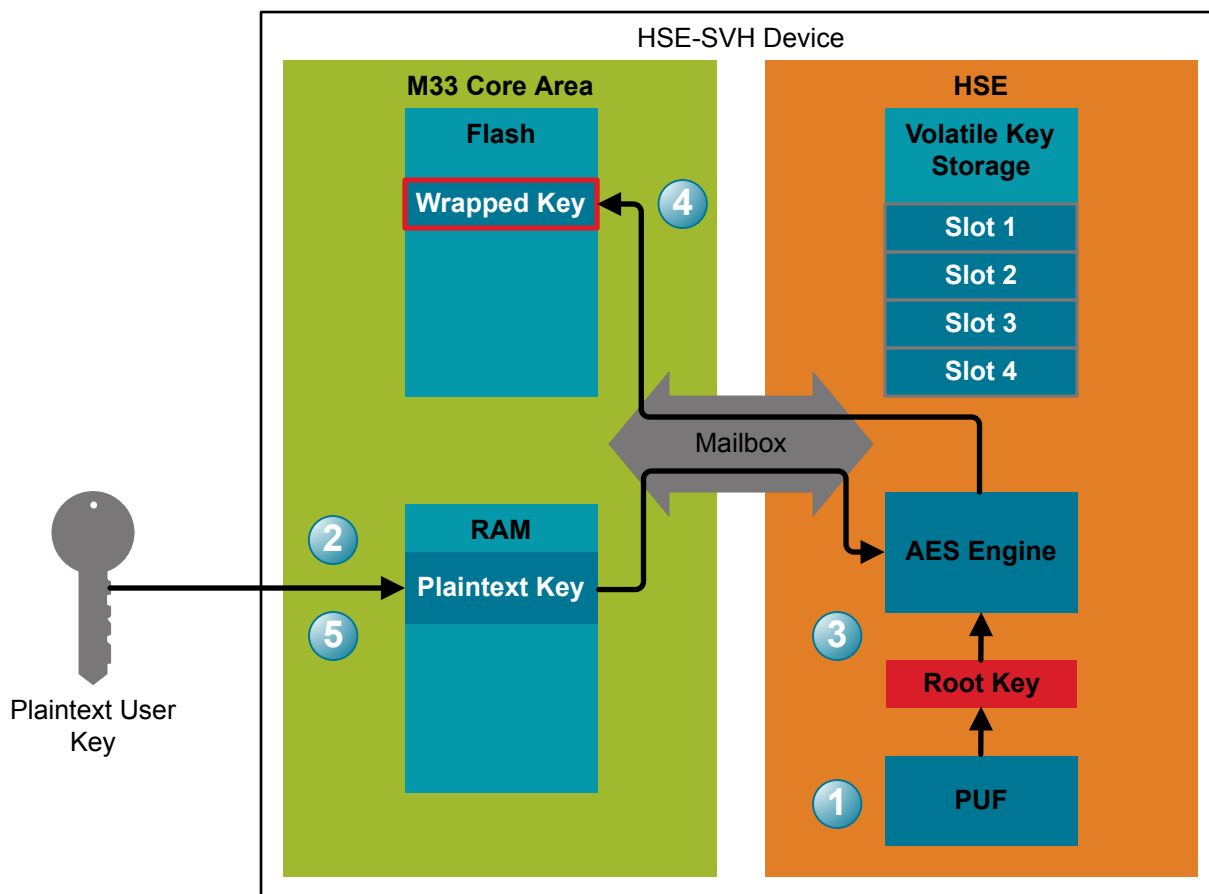 HSE-SVH Device
M33 Core Area
Flash
Wrapped Key
4
HSE
Volatile Key
Storage
Slot 1
Slot 2
Slot 3
Slot 4
Mailbox
2
RAM
Plaintext Key
5
Plaintext User
Key
AES Engine
3
Root Key
1
PUF